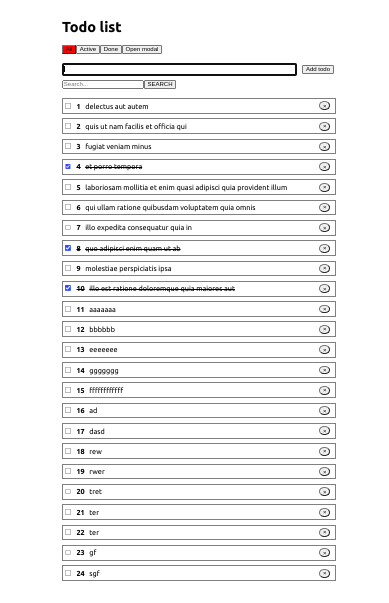 Todo list
All Active Done Open modal
Add todo
Search... SEARCH
1 delectus aut autem
2 quis ut nam facilis et officia qui
3 fugiat veniam minus
4 et porro tempora
5 laboriosam mollitia et enim quasi adipisci quia provident illum
6 qui ullam ratione quibusdam voluptatem quia omnis
7 illo expedita consequatur quia in
8 quo adipisci enim quam ut ab
9 molestiae perspiciatis ipsa
10 illo est ratione doloremque quia maiores aut
11 aaaaaaa
12 bbbbbb
13 eeeeeee
14 ggggggg
15 ffffffffffff
16 ad
17 dasd
18 rew
19 rwer
20 tret
21 ter
22 ter
23 gf
24 sgf